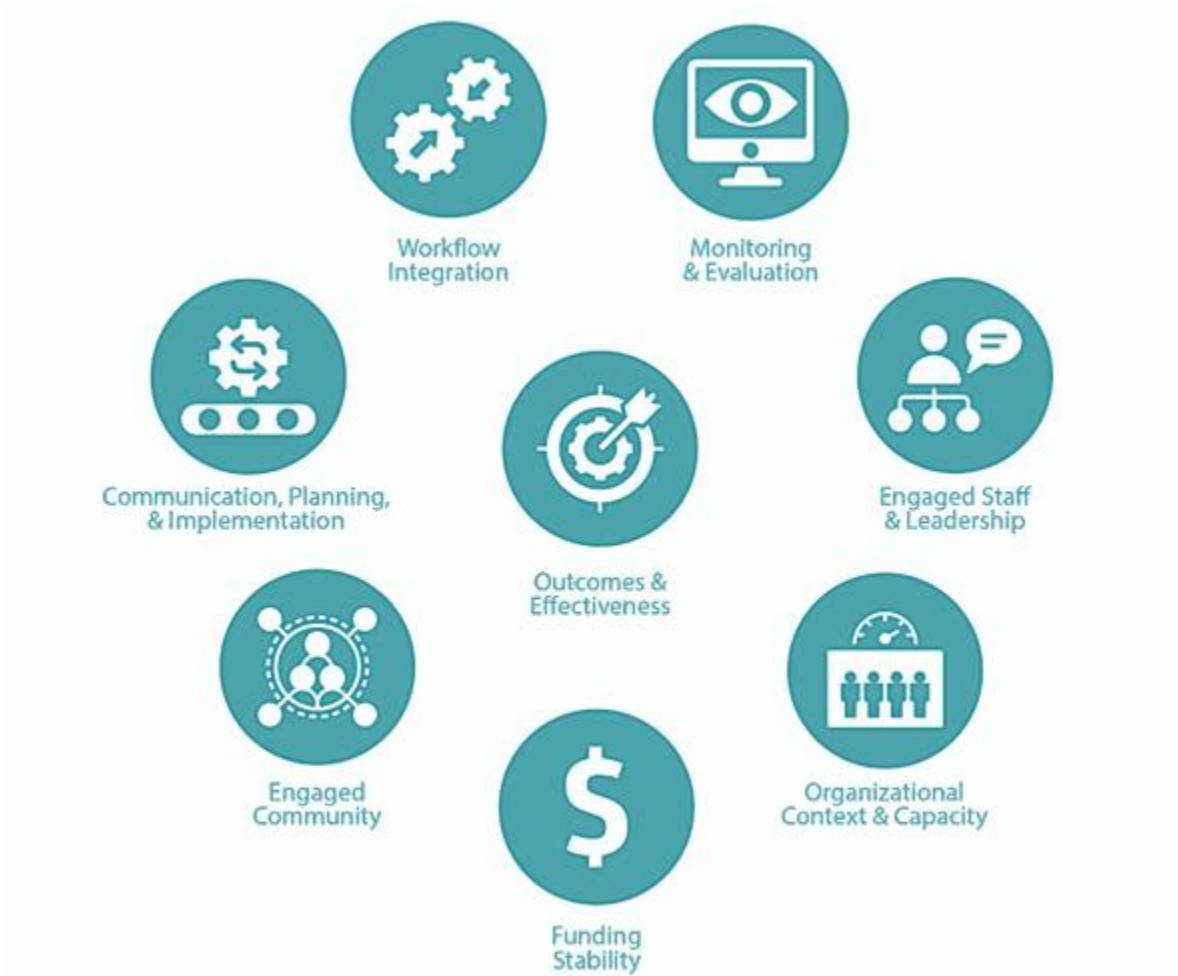 Workflow
Integration
Monitoring
& Evaluation
Communication, Planning,
& Implementation
Engaged Staff
& Leadership
Outcomes &
Effectiveness
Engaged
Community
Organizational
Context & Capacity
$
Funding
Stability